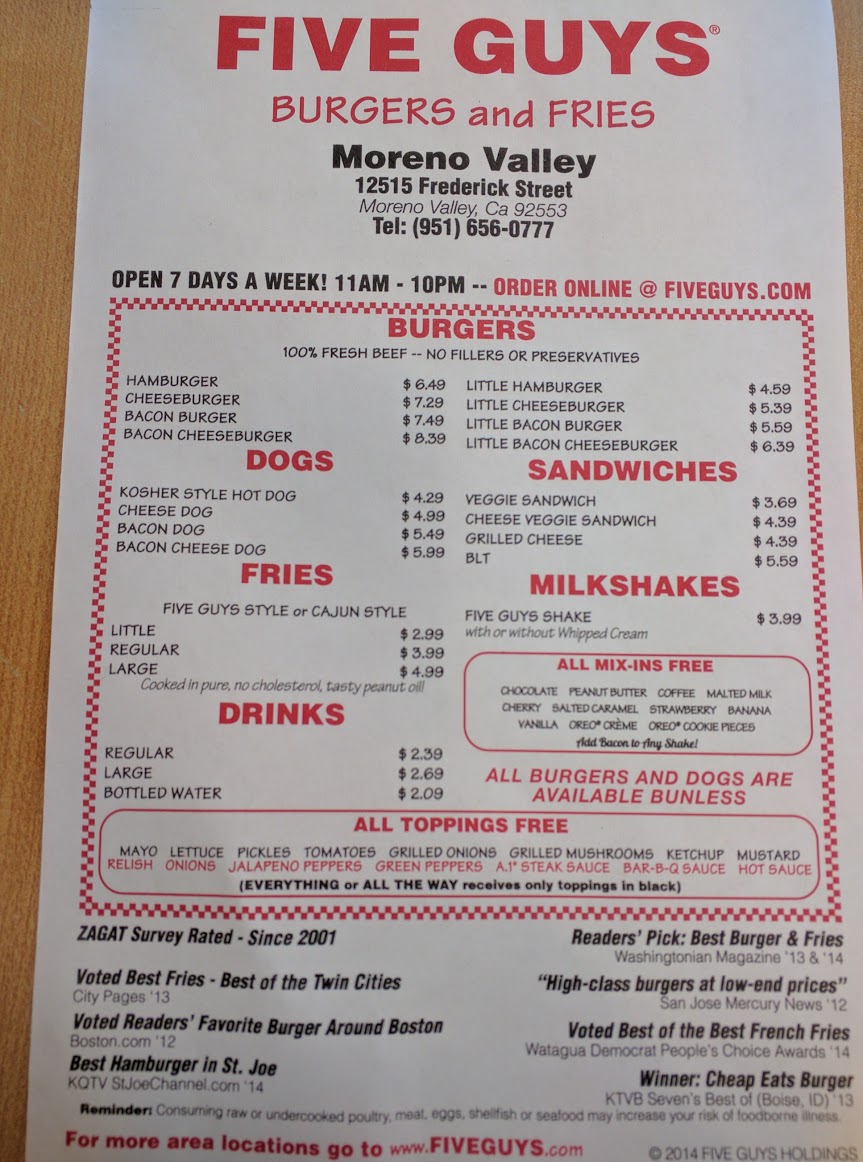 FIVE GUYS®
BURGERS and FRIES
Moreno Valley
12515 Frederick Street
Moreno Valley, Ca 92553
Tel: (951) 656-0777
OPEN 7 DAYS A WEEK! 11AM - 10PM -- ORDER ONLINE @ FIVEGUYS.COM
BURGERS
100% FRESH BEEF -- NO FILLERS OR PRESERVATIVES
HAMBURGER $ 6.49
CHEESEBURGER $ 7.29
BACON BURGER $ 7.49
BACON CHEESEBURGER $ 8.39
LITTLE HAMBURGER $ 4.59
LITTLE CHEESEBURGER $ 5.39
LITTLE BACON BURGER $ 5.59
LITTLE BACON CHEESEBURGER $ 6.39
DOGS
KOSHER STYLE HOT DOG $ 4.29
CHEESE DOG $ 4.99
BACON DOG $ 5.49
BACON CHEESE DOG $ 5.99
SANDWICHES
VEGGIE SANDWICH $ 3.69
CHEESE VEGGIE SANDWICH $ 4.39
GRILLED CHEESE $ 4.39
BLT $ 5.59
FRIES
FIVE GUYS STYLE or CAJUN STYLE
LITTLE $ 2.99
REGULAR $ 3.99
LARGE $ 4.99
Cooked in pure, no cholesterol, tasty peanut oil!
MILKSHAKES
FIVE GUYS SHAKE $ 3.99
with or without Whipped Cream
ALL MIX-INS FREE
CHOCOLATE PEANUT BUTTER COFFEE MALTED MILK
CHERRY SALTED CARAMEL STRAWBERRY BANANA
VANILLA OREO® CRÈME OREO® COOKIE PIECES
Add Bacon to Any Shake!
DRINKS
REGULAR $ 2.39
LARGE $ 2.69
BOTTLED WATER $ 2.09
ALL BURGERS AND DOGS ARE
AVAILABLE BUNLESS
ALL TOPPINGS FREE
MAYO LETTUCE PICKLES TOMATOES GRILLED ONIONS GRILLED MUSHROOMS KETCHUP MUSTARD
RELISH ONIONS JALAPENO PEPPERS GREEN PEPPERS A.1® STEAK SAUCE BAR-B-Q SAUCE HOT SAUCE
(EVERYTHING or ALL THE WAY receives only toppings in black)
ZAGAT Survey Rated - Since 2001
Voted Best Fries - Best of the Twin Cities
City Pages '13
Voted Readers' Favorite Burger Around Boston
Boston.com '12
Best Hamburger in St. Joe
KQTV StJoeChannel.com '14
Readers' Pick: Best Burger & Fries
Washingtonian Magazine '13 & '14
“High-class burgers at low-end prices”
San Jose Mercury News '12
Voted Best of the Best French Fries
Watagua Democrat People's Choice Awards '14
Winner: Cheap Eats Burger
KTVB Seven's Best of (Boise, ID) '13
Reminder: Consuming raw or undercooked poultry, meat, eggs, shellfish or seafood may increase your risk of foodborne illness.
For more area locations go to www.FIVEGUYS.com
© 2014 FIVE GUYS HOLDINGS